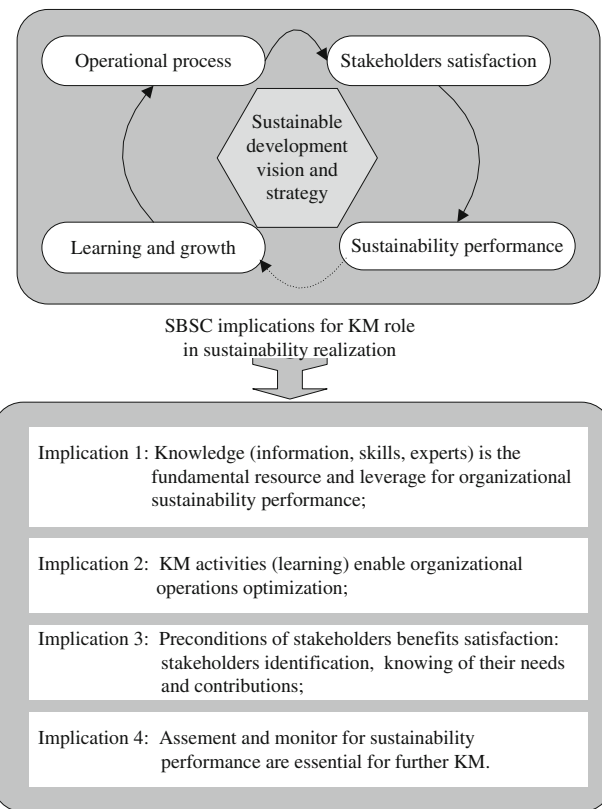 Operational process
Stakeholders satisfaction
Sustainable
development
vision and
strategy
Learning and growth
Sustainability performance
SBSC implications for KM role
in sustainability realization
Implication 1: Knowledge (information, skills, experts) is the
fundamental resource and leverage for organizational
sustainability performance;
Implication 2: KM activities (learning) enable organizational
operations optimization;
Implication 3: Preconditions of stakeholders benefits satisfaction:
stakeholders identification, knowing of their needs
and contributions;
Implication 4: Assement and monitor for sustainability
performance are essential for further KM.